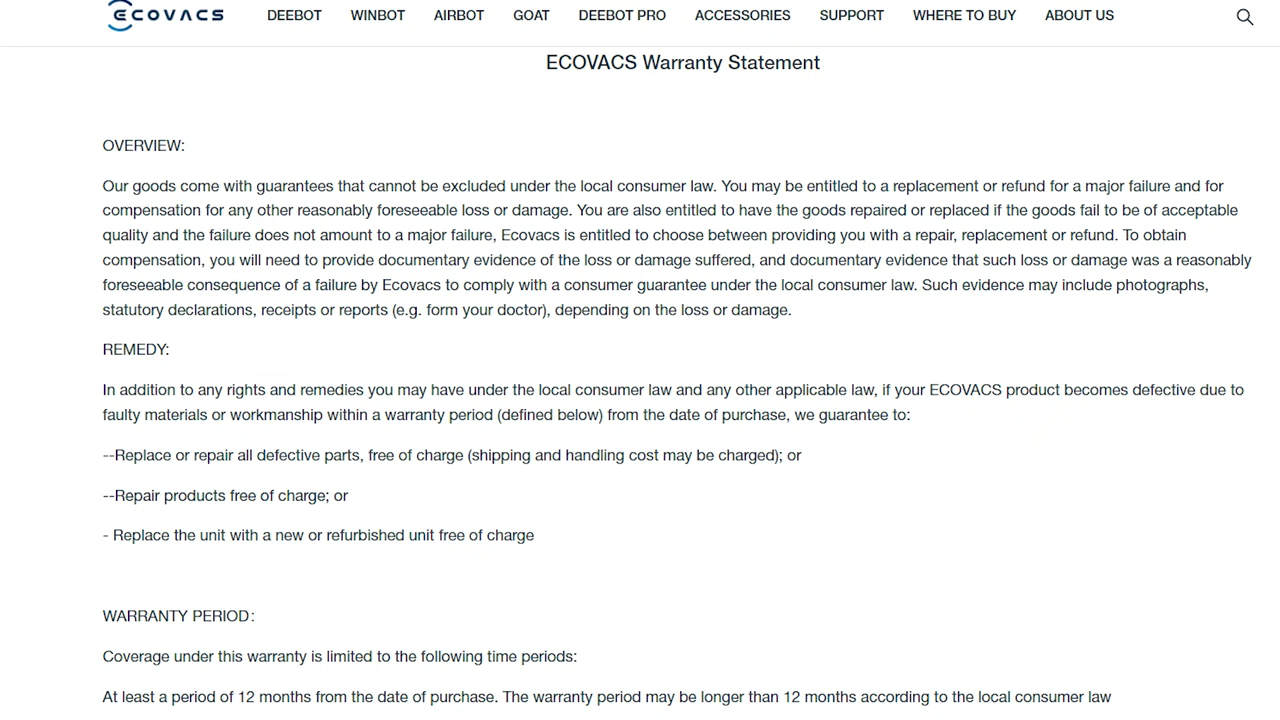 ECOVACS DEEBOT WINBOT AIRBOT GOAT DEEBOT PRO ACCESSORIES SUPPORT WHERE TO BUY ABOUT US
ECOVACS Warranty Statement
OVERVIEW:
Our goods come with guarantees that cannot be excluded under the local consumer law. You may be entitled to a replacement or refund for a major failure and for
compensation for any other reasonably foreseeable loss or damage. You are also entitled to have the goods repaired or replaced if the goods fail to be of acceptable
quality and the failure does not amount to a major failure, Ecovacs is entitled to choose between providing you with a repair, replacement or refund. To obtain
compensation, you will need to provide documentary evidence of the loss or damage suffered, and documentary evidence that such loss or damage was a reasonably
foreseeable consequence of a failure by Ecovacs to comply with a consumer guarantee under the local consumer law. Such evidence may include photographs,
statutory declarations, receipts or reports (e.g. form your doctor), depending on the loss or damage.
REMEDY:
In addition to any rights and remedies you may have under the local consumer law and any other applicable law, if your ECOVACS product becomes defective due to
faulty materials or workmanship within a warranty period (defined below) from the date of purchase, we guarantee to:
--Replace or repair all defective parts, free of charge (shipping and handling cost may be charged); or
--Repair products free of charge; or
- Replace the unit with a new or refurbished unit free of charge
WARRANTY PERIOD:
Coverage under this warranty is limited to the following time periods:
At least a period of 12 months from the date of purchase. The warranty period may be longer than 12 months according to the local consumer law